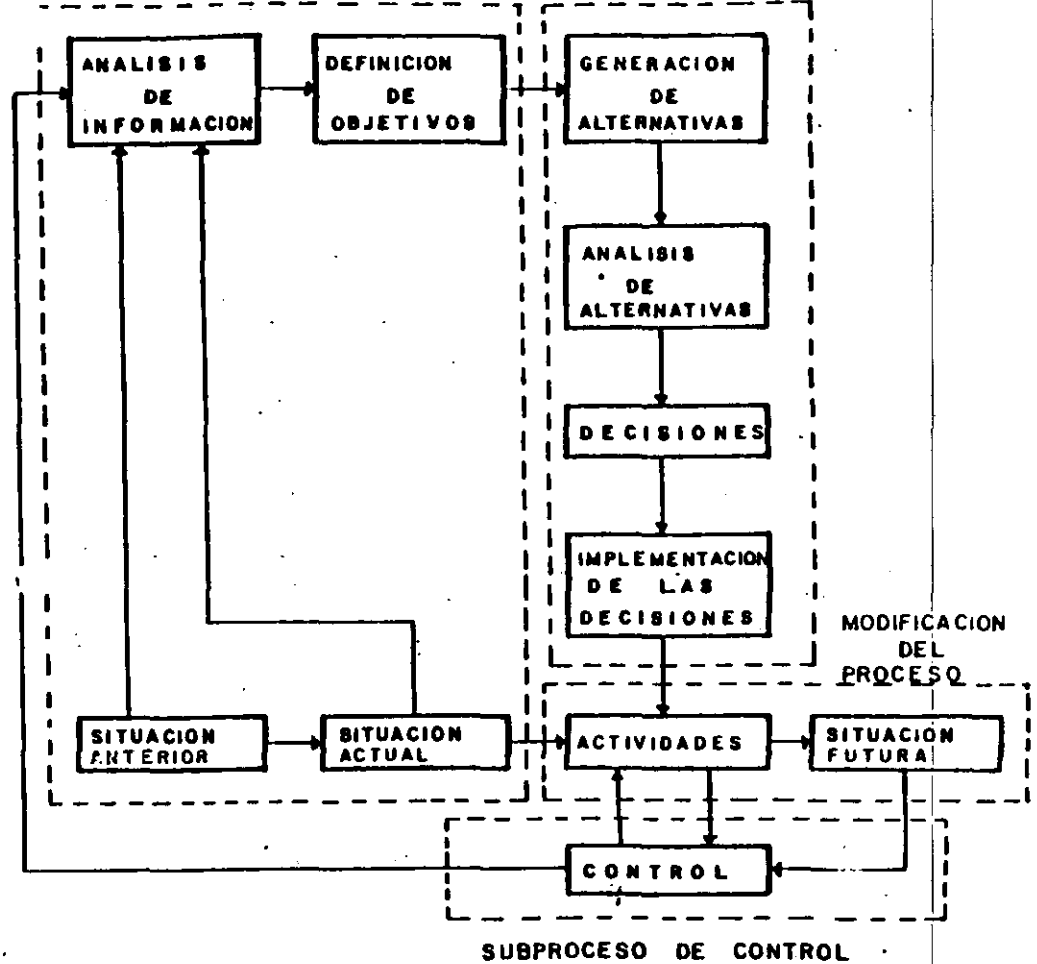 ANALISIS
DE
INFORMACION
DEFINICION
DE
OBJETIVOS
GENERACION
DE
ALTERNATIVAS
ANALISIS
DE
ALTERNATIVAS
DECISIONES
IMPLEMENTACION
DE LAS
DECISIONES
MODIFICACION
DEL
PROCESO
SITUACION
ANTERIOR
SITUACION
ACTUAL
ACTIVIDADES
SITUACION
FUTURA
CONTROL
SUBPROCESO DE CONTROL